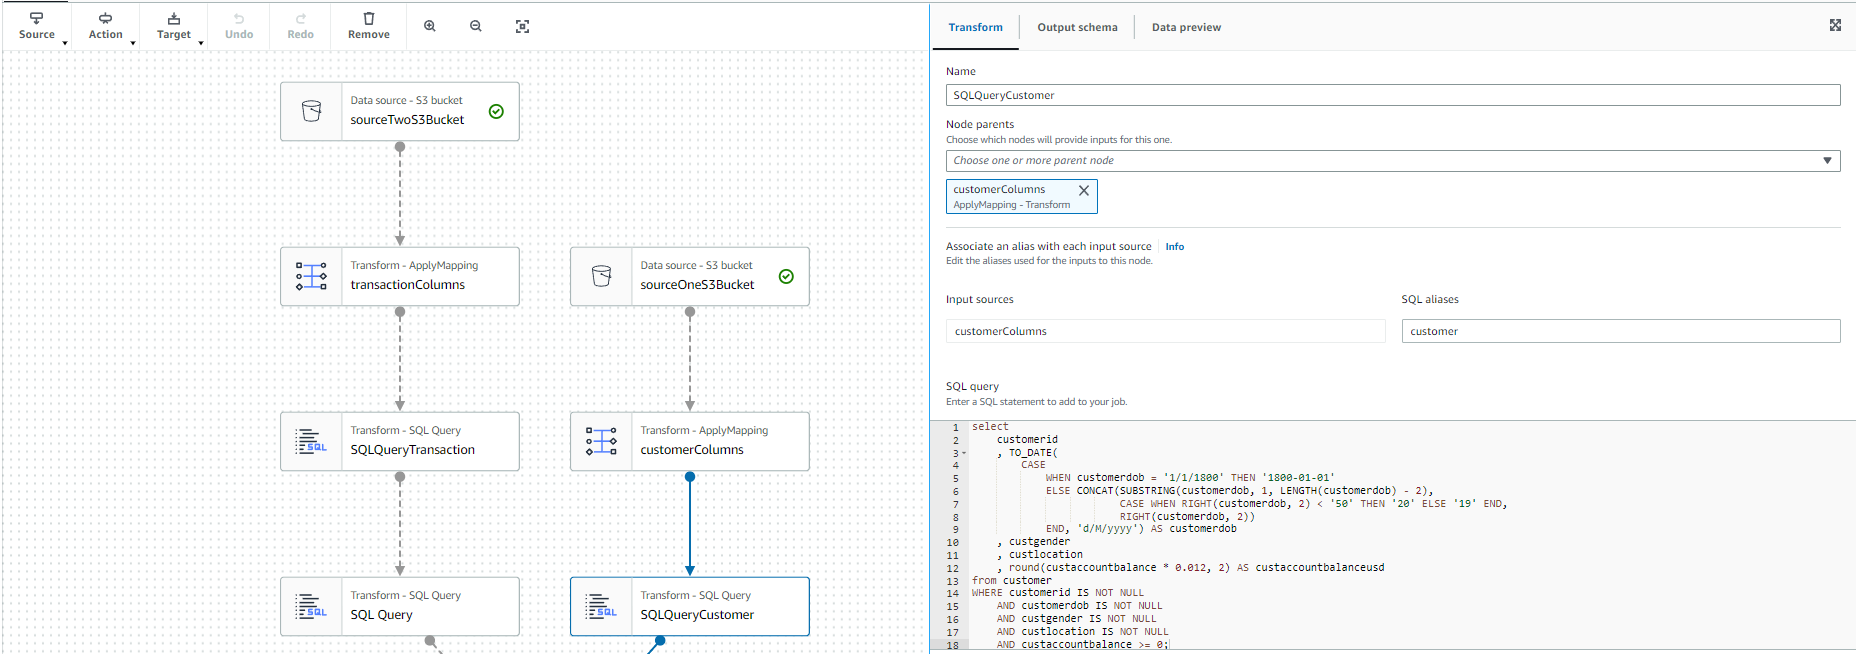 Source
Action
Target
Undo
Redo
Remove
Data source - S3 bucket
sourceTwoS3Bucket
Transform - ApplyMapping
transactionColumns
Data source - S3 bucket
sourceOneS3Bucket
Transform - SQL Query
SQLQueryTransaction
Transform - ApplyMapping
customerColumns
Transform - SQL Query
SQL Query
Transform - SQL Query
SQLQueryCustomer
Transform
Output schema
Data preview
Name
SQLQueryCustomer
Node parents
Choose which nodes will provide inputs for this one.
Choose one or more parent node
customerColumns
ApplyMapping - Transform
Associate an alias with each input source Info
Edit the aliases used for the inputs to this node.
Input sources
SQL aliases
customerColumns
customer
SQL query
Enter a SQL statement to add to your job.
1 select
2 customerid
3 , TO_DATE(
4 CASE
5 WHEN customerdob = '1/1/1800' THEN '1800-01-01'
6 ELSE CONCAT(SUBSTRING(customerdob, 1, LENGTH(customerdob) - 2),
7 CASE WHEN RIGHT(customerdob, 2) < '50' THEN '20' ELSE '19' END,
8 RIGHT(customerdob, 2))
9 END, 'd/M/yyyy') AS customerdob
10 , custgender
11 , custlocation
12 , round(custaccountbalance * 0.012, 2) AS custaccountbalanceusd
13 from customer
14 WHERE customerid IS NOT NULL
15 AND customerdob IS NOT NULL
16 AND custgender IS NOT NULL
17 AND custlocation IS NOT NULL
18 AND custaccountbalance >= 0;
SQL
SQL
SQL